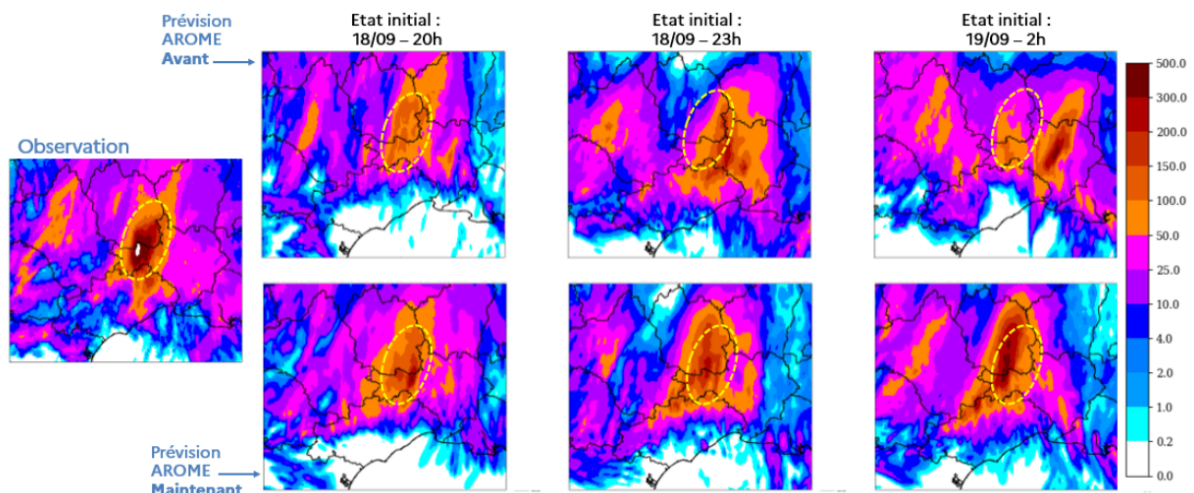 Prévision
AROME
Avant
Etat initial :
18/09 – 20h
Etat initial :
18/09 – 23h
Etat initial :
19/09 – 2h
Observation
500.0
300.0
200.0
150.0
100.0
50.0
25.0
10.0
4.0
2.0
1.0
0.2
0.0
Prévision
AROME
Maintenant